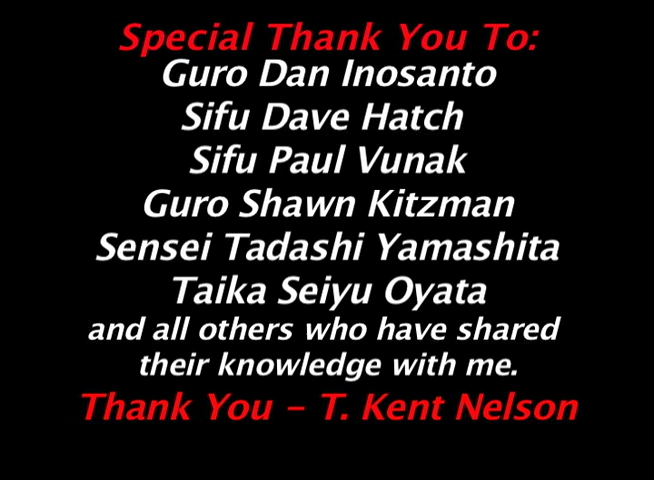 Special Thank You To:
Guro Dan Inosanto
Sifu Dave Hatch
Sifu Paul Vunak
Guro Shawn Kitzman
Sensei Tadashi Yamashita
Taika Seiyu Oyata
and all others who have shared
their knowledge with me.
Thank You - T. Kent Nelson